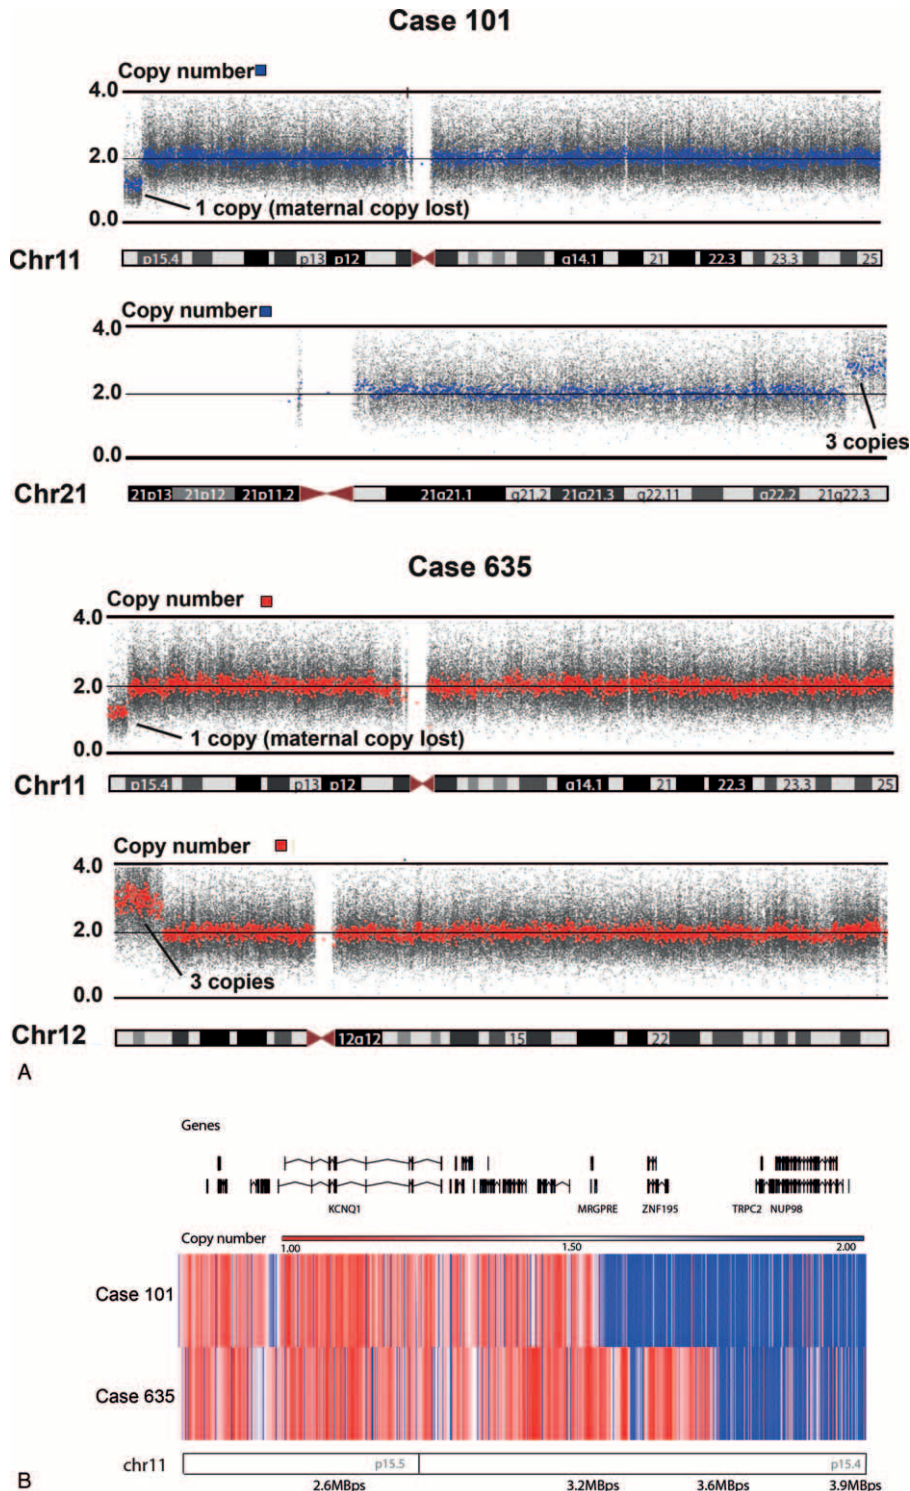 Case 101
Copy number
4.0
2.0
0.0
1 copy (maternal copy lost)
Chr11
p15.4 p13 p12 q14.1 21 22.3 23.3 25
Copy number
4.0
2.0
0.0
3 copies
Chr21
21p13 21p12 21p11.2 21q21.1 q21.2 21q21.3 q22.11 q22.2 21q22.3
Case 635
Copy number
4.0
2.0
0.0
1 copy (maternal copy lost)
Chr11
p15.4 p13 p12 q14.1 21 22.3 23.3 25
Copy number
4.0
2.0
0.0
3 copies
Chr12
12q12 15 22
A
Genes
KCNQ1 MRGPRE ZNF195 TRPC2 NUP98
Copy number
1.00 1.50 2.00
Case 101
Case 635
chr11 p15.5 p15.4
B 2.6MBps 3.2MBps 3.6MBps 3.9MBps